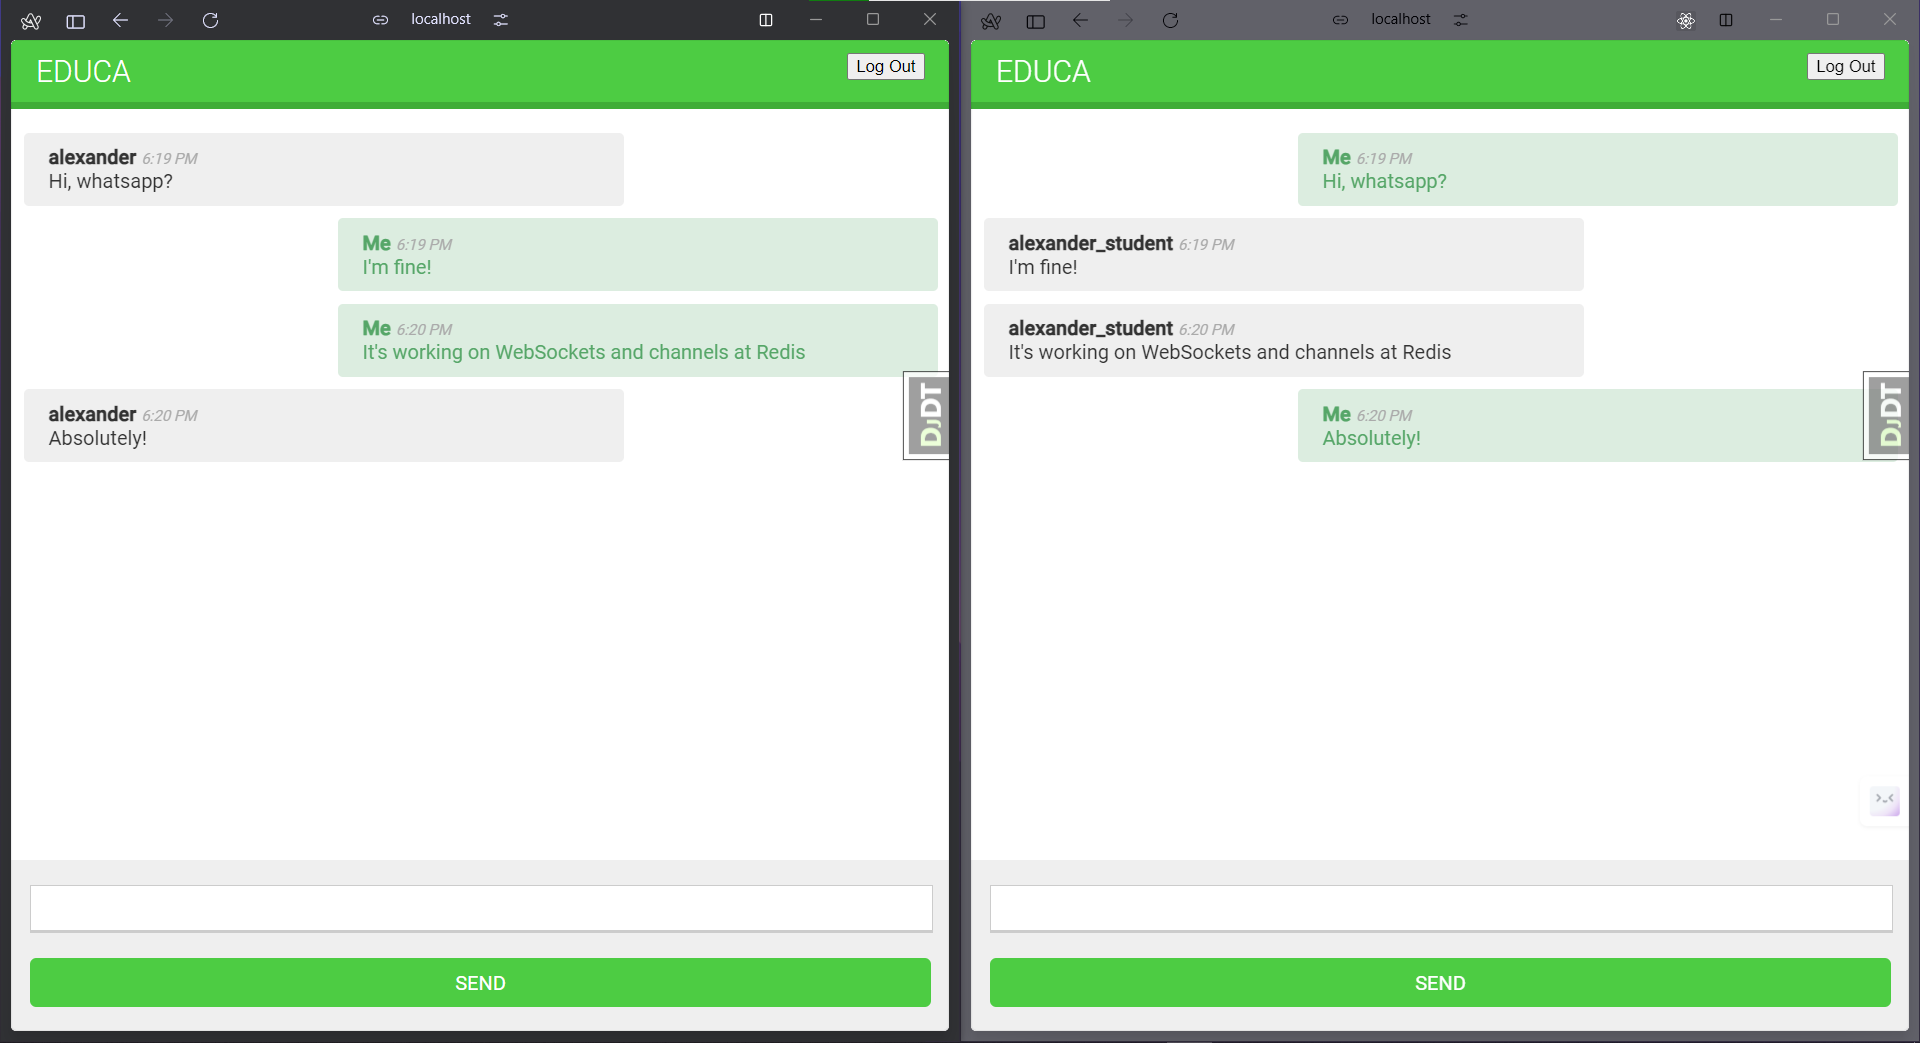 localhost
EDUCA
Log Out
alexander 6:19 PM
Hi, whatsapp?
Me 6:19 PM
I'm fine!
Me 6:20 PM
It's working on WebSockets and channels at Redis
alexander 6:20 PM
Absolutely!
DJDT
SEND
localhost
EDUCA
Log Out
Me 6:19 PM
Hi, whatsapp?
alexander_student 6:19 PM
I'm fine!
alexander_student 6:20 PM
It's working on WebSockets and channels at Redis
Me 6:20 PM
Absolutely!
DJDT
SEND